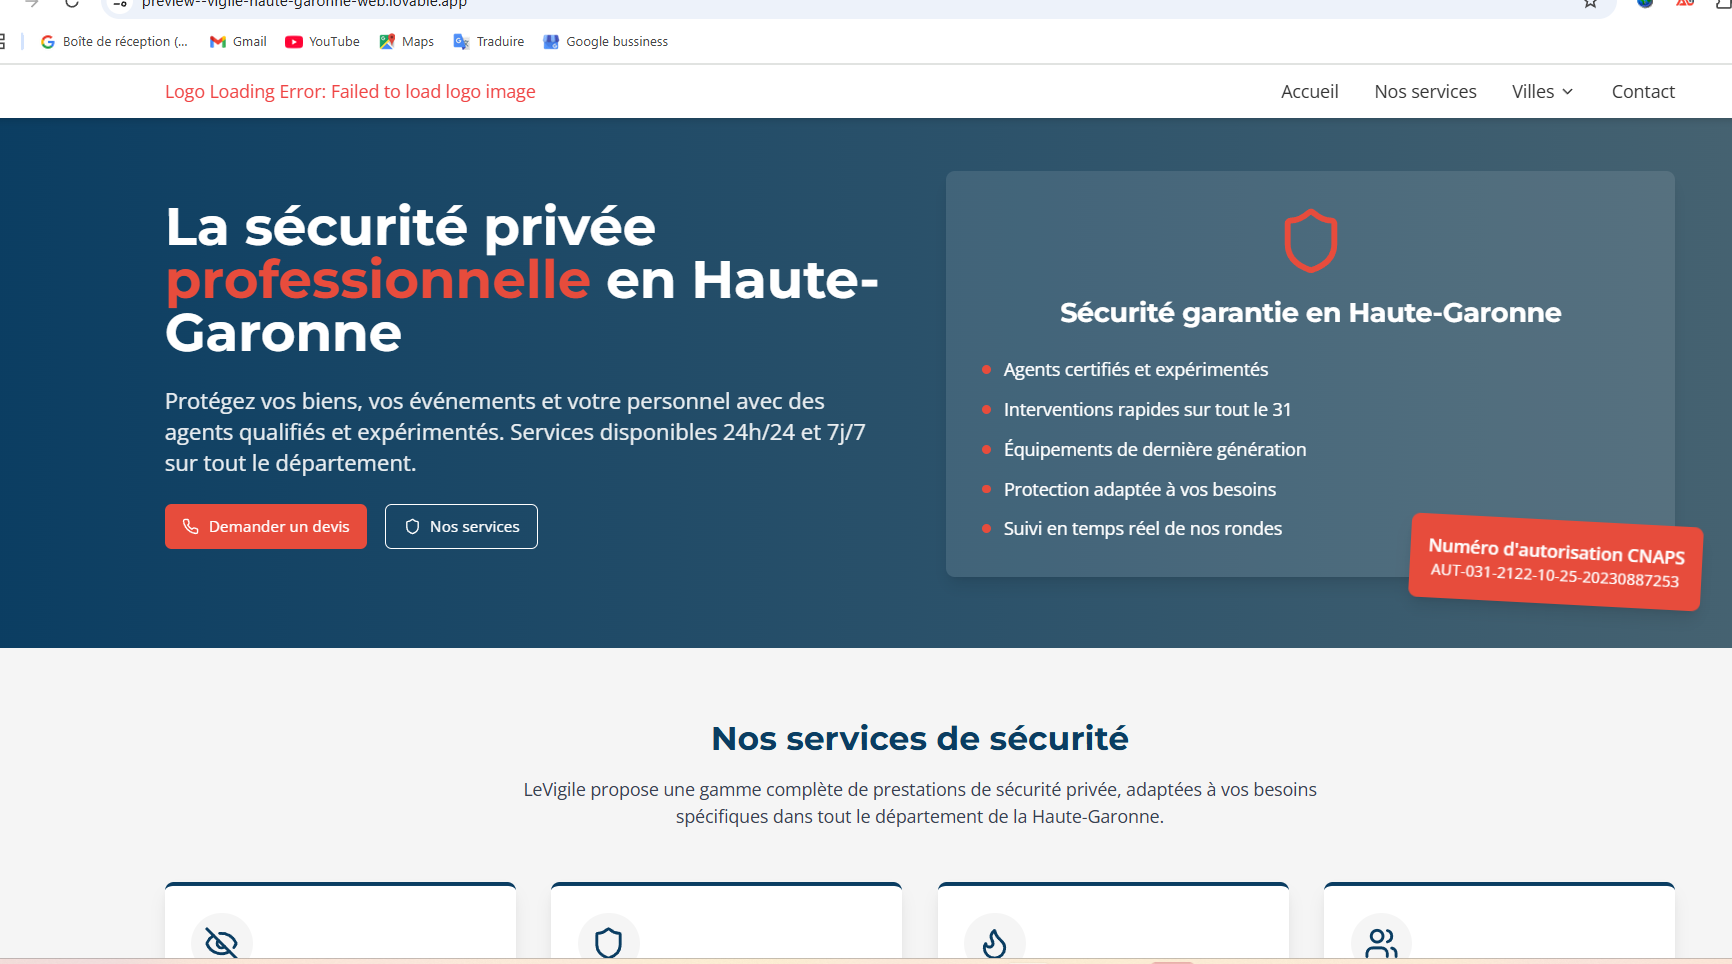 preview--vigile-haute-garonne-web.lovable.app
Boîte de réception (...
Gmail
YouTube
Maps
Traduire
Google bussiness
Logo Loading Error: Failed to load logo image
Accueil
Nos services
Villes
Contact
La sécurité privée
professionnelle en Haute-
Garonne
Protégez vos biens, vos événements et votre personnel avec des
agents qualifiés et expérimentés. Services disponibles 24h/24 et 7j/7
sur tout le département.
Demander un devis
Nos services
Sécurité garantie en Haute-Garonne
Agents certifiés et expérimentés
Interventions rapides sur tout le 31
Équipements de dernière génération
Protection adaptée à vos besoins
Suivi en temps réel de nos rondes
Numéro d'autorisation CNAPS
AUT-031-2122-10-25-20230887253
Nos services de sécurité
LeVigile propose une gamme complète de prestations de sécurité privée, adaptées à vos besoins
spécifiques dans tout le département de la Haute-Garonne.